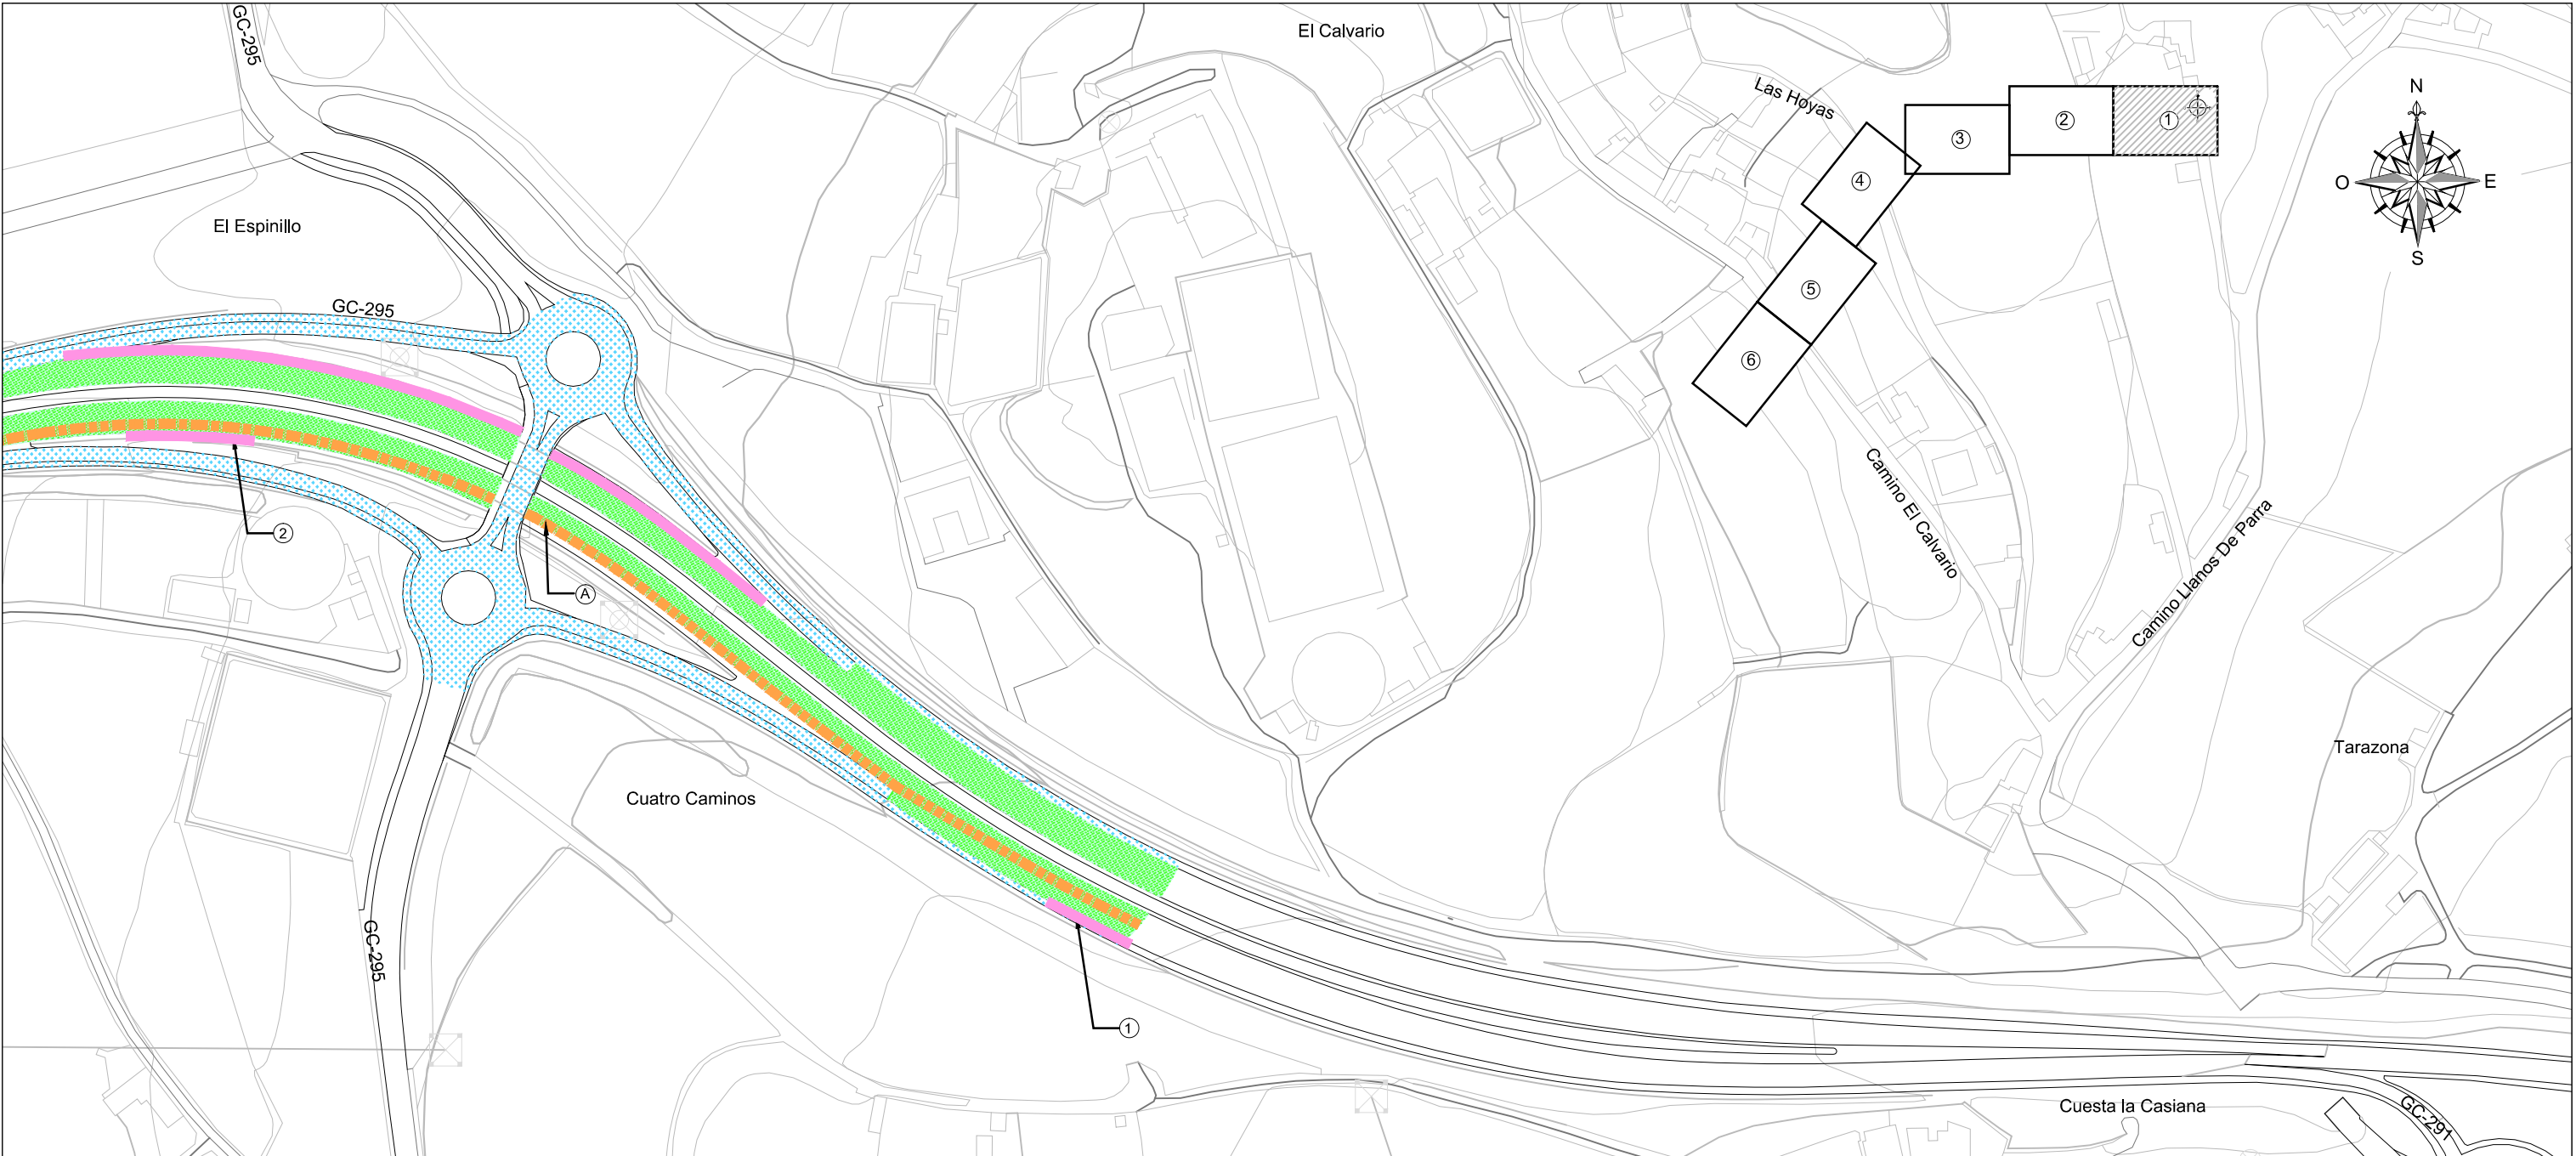 GC-295
El Calvario
Las Hoyas
3
2
1
4
5
6
N
O
E
S
El Espinillo
GC-295
2
A
Camino El Calvario
Camino Llanos De Parra
Tarazona
Cuatro Caminos
GC-295
1
Cuesta la Casiana
GC-291